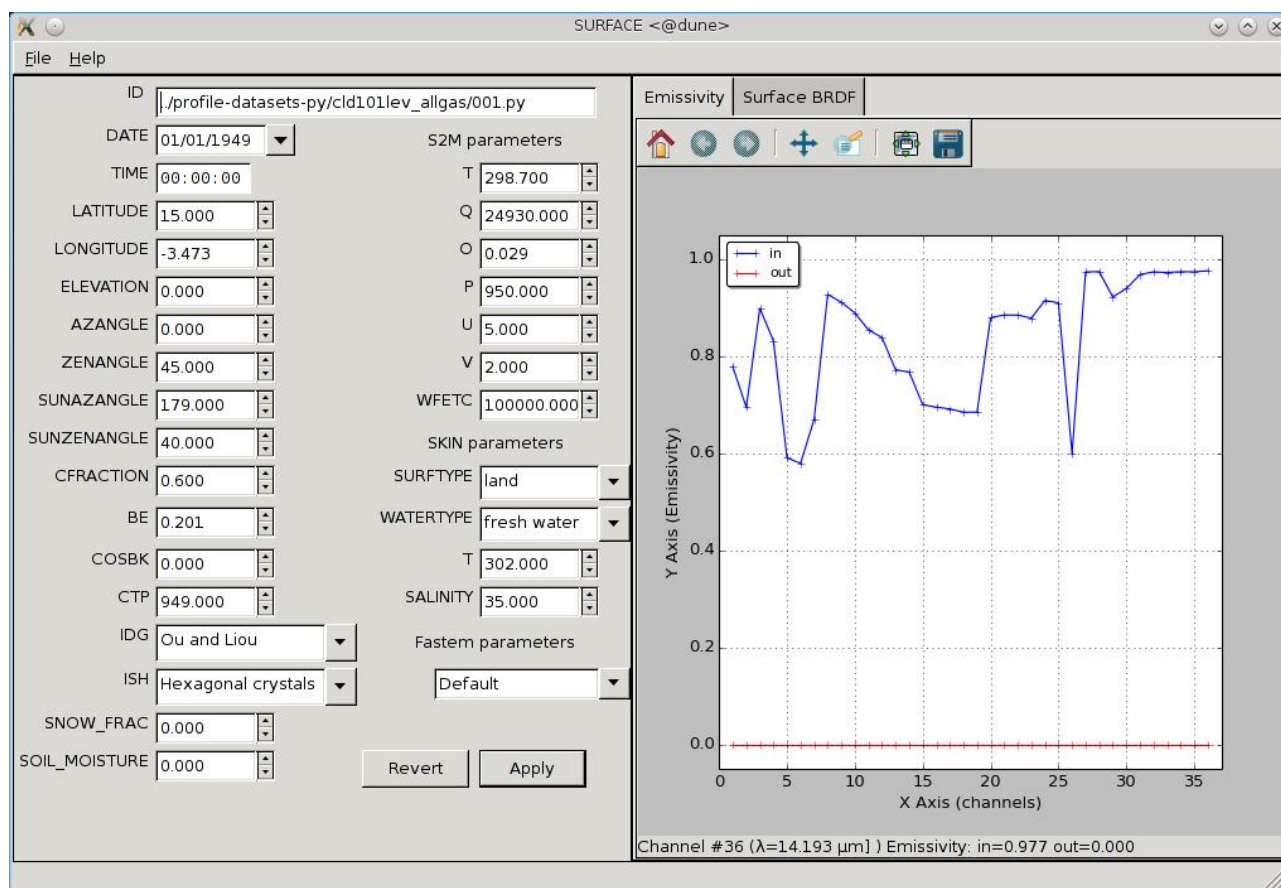 SURFACE <@dune>
File Help
ID ./profile-datasets-py/cld101lev_allgas/001.py
DATE 01/01/1949
TIME 00:00:00
LATITUDE 15.000
LONGITUDE -3.473
ELEVATION 0.000
AZANGLE 0.000
ZENANGLE 45.000
SUNAZANGLE 179.000
SUNZENANGLE 40.000
CFRACTION 0.600
BE 0.201
COSBK 0.000
CTP 949.000
IDG Ou and Liou
ISH Hexagonal crystals
SNOW_FRAC 0.000
SOIL_MOISTURE 0.000
S2M parameters
T 298.700
Q 24930.000
O 0.029
P 950.000
U 5.000
V 2.000
WFETC 100000.000
SKIN parameters
SURFTYPE land
WATERTYPE fresh water
T 302.000
SALINITY 35.000
Fastem parameters
Default
Revert Apply
Emissivity Surface BRDF
in
out
1.0
0.8
0.6
0.4
0.2
0.0
Y Axis (Emissivity)
0 5 10 15 20 25 30 35
X Axis (channels)
Channel #36 (λ=14.193 μm] ) Emissivity: in=0.977 out=0.000